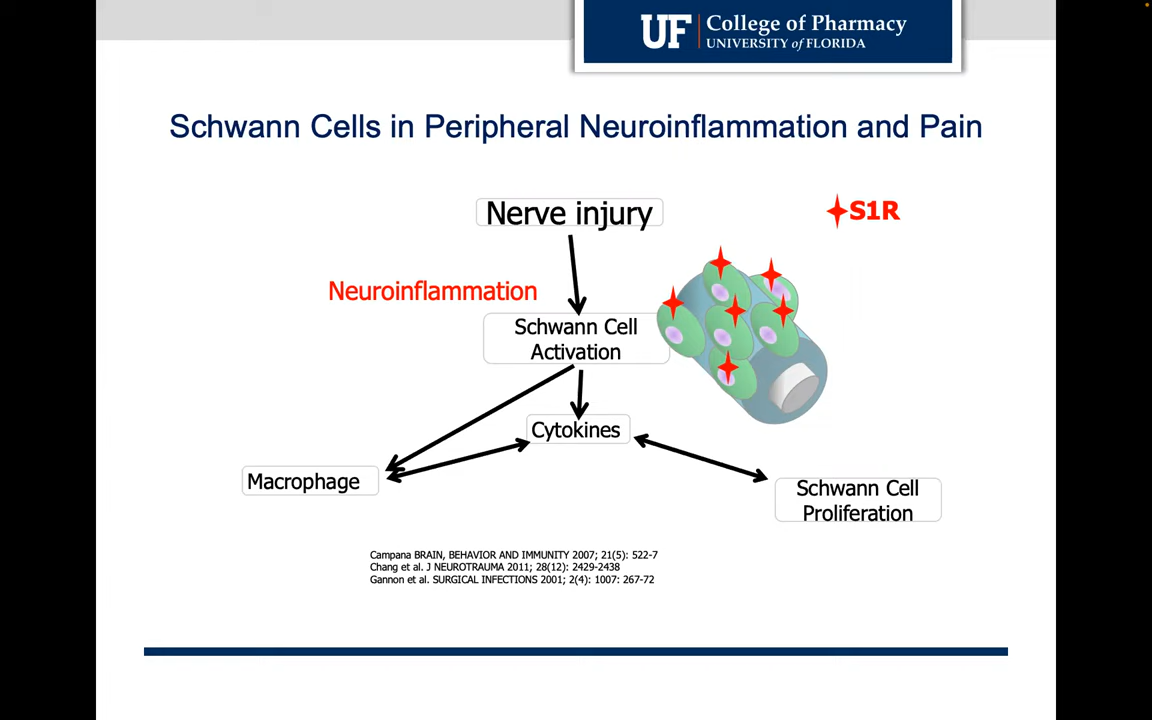 UF College of Pharmacy
UNIVERSITY of FLORIDA
Schwann Cells in Peripheral Neuroinflammation and Pain
Nerve injury
S1R
Neuroinflammation
Schwann Cell
Activation
Cytokines
Macrophage
Schwann Cell
Proliferation
Campana BRAIN, BEHAVIOR AND IMMUNITY 2007; 21(5): 522-7
Chang et al. J NEUROTRAUMA 2011; 28(12): 2429-2438
Gannon et al. SURGICAL INFECTIONS 2001; 2(4): 1007: 267-72